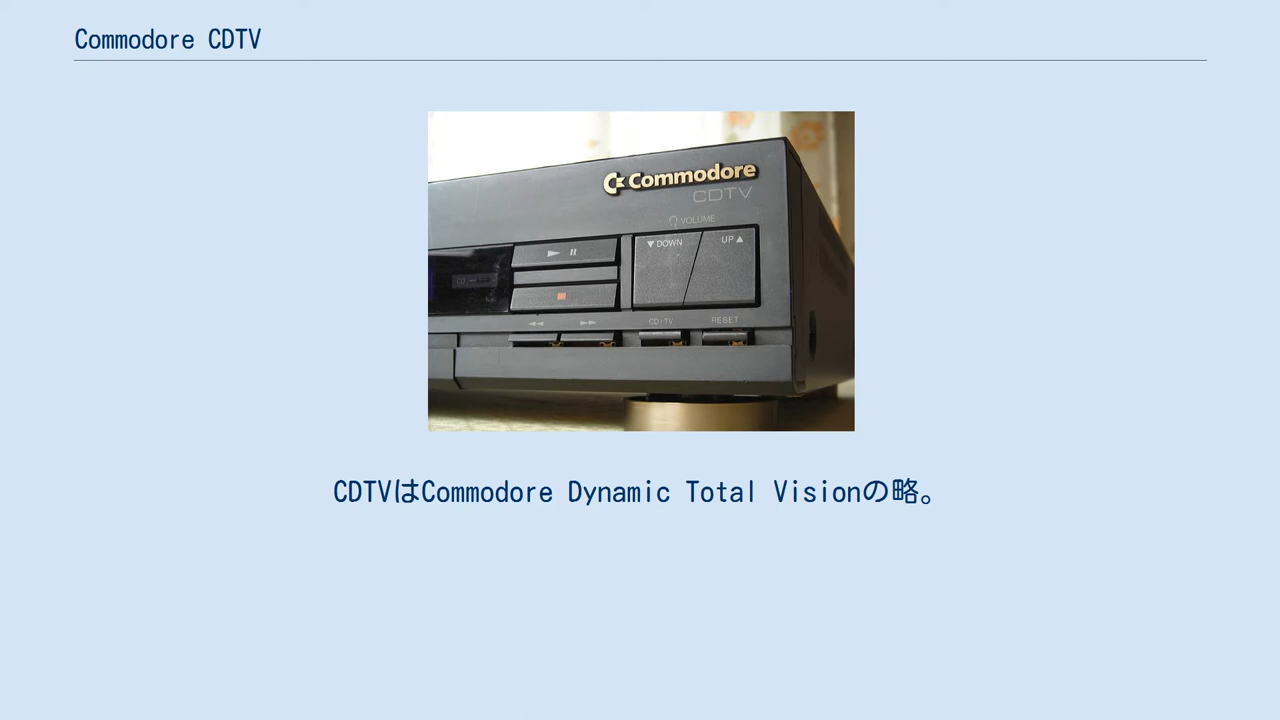 Commodore CDTV
Commodore
CDTV
VOLUME
▼DOWN UP▲
CD/TV RESET
CDTVはCommodore Dynamic Total Visionの略。